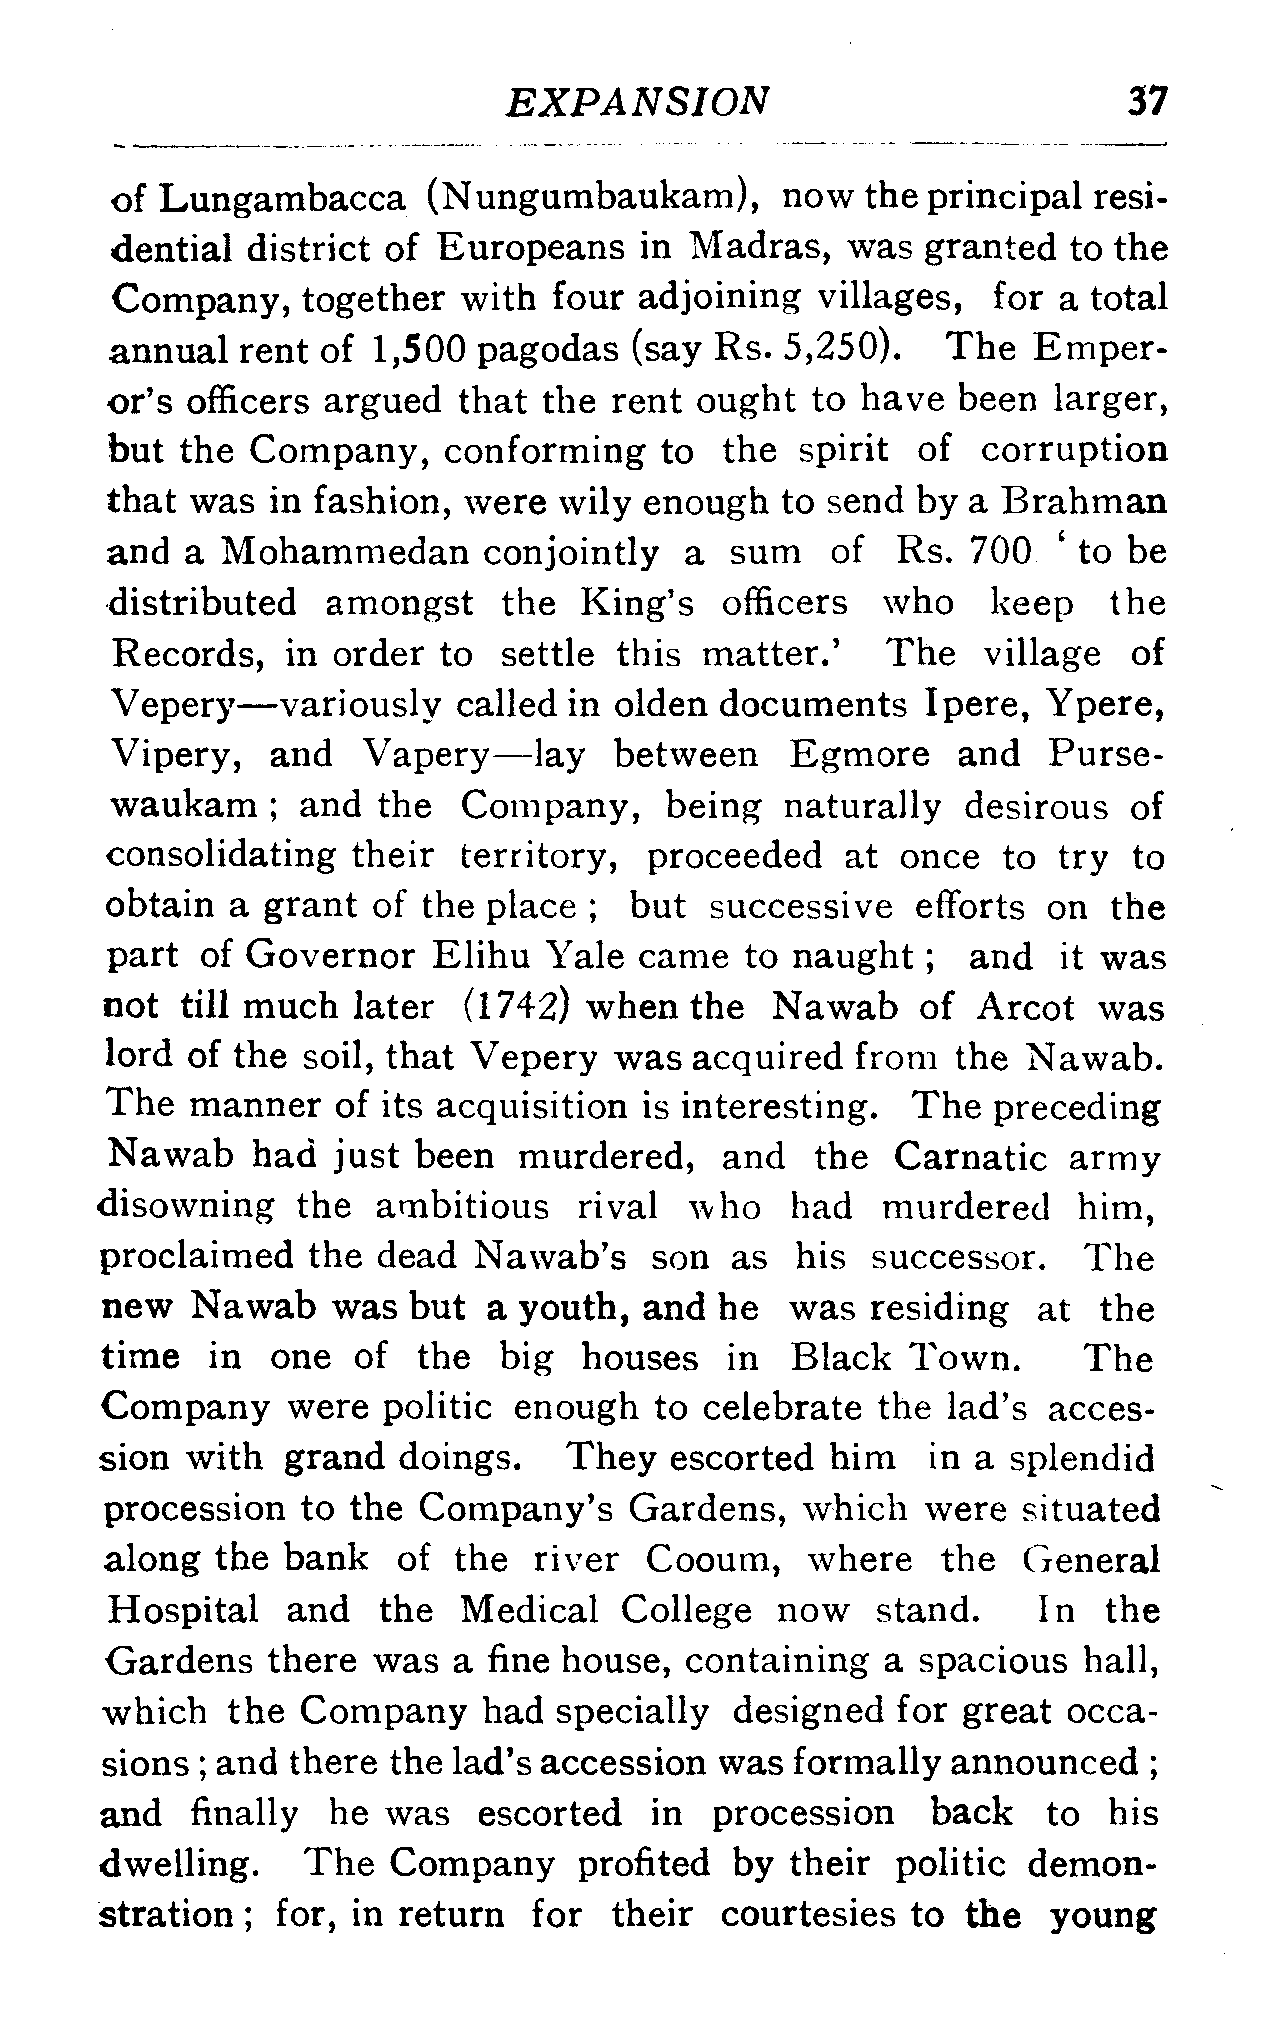 EXPANSION 37
of Lungambacca (Nungumbaukam), now the principal resi-
dential district of Europeans in Madras, was granted to the
Company, together with four adjoining villages, for a total
annual rent of 1,500 pagodas (say Rs. 5,250). The Emper-
or's officers argued that the rent ought to have been larger,
but the Company, conforming to the spirit of corruption
that was in fashion, were wily enough to send by a Brahman
and a Mohammedan conjointly a sum of Rs. 700 ‘ to be
distributed amongst the King's officers who keep the
Records, in order to settle this matter.’ The village of
Vepery—variously called in olden documents Ipere, Ypere,
Vipery, and Vapery—lay between Egmore and Purse-
waukam ; and the Company, being naturally desirous of
consolidating their territory, proceeded at once to try to
obtain a grant of the place ; but successive efforts on the
part of Governor Elihu Yale came to naught ; and it was
not till much later (1742) when the Nawab of Arcot was
lord of the soil, that Vepery was acquired from the Nawab.
The manner of its acquisition is interesting. The preceding
Nawab had just been murdered, and the Carnatic army
disowning the ambitious rival who had murdered him,
proclaimed the dead Nawab's son as his successor. The
new Nawab was but a youth, and he was residing at the
time in one of the big houses in Black Town. The
Company were politic enough to celebrate the lad's acces-
sion with grand doings. They escorted him in a splendid
procession to the Company's Gardens, which were situated
along the bank of the river Cooum, where the General
Hospital and the Medical College now stand. In the
Gardens there was a fine house, containing a spacious hall,
which the Company had specially designed for great occa-
sions ; and there the lad's accession was formally announced ;
and finally he was escorted in procession back to his
dwelling. The Company profited by their politic demon-
stration ; for, in return for their courtesies to the young